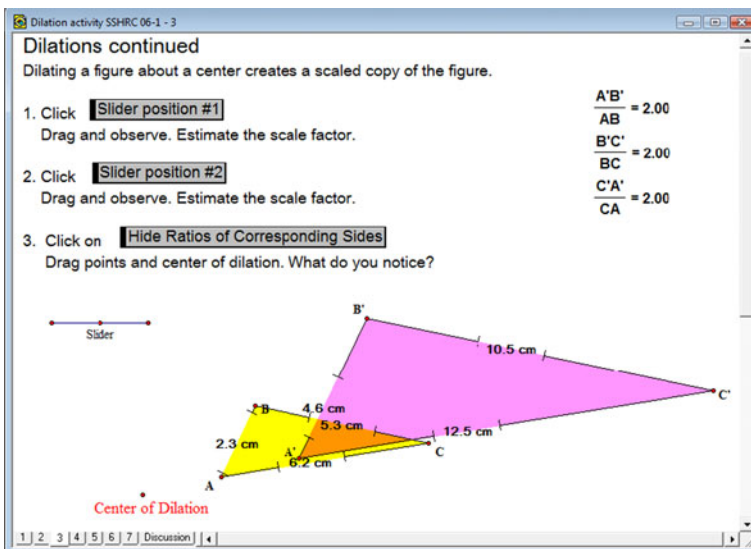 Dilation activity SSHRC 06-1 - 3
Dilations continued
Dilating a figure about a center creates a scaled copy of the figure.
1. Click Slider position #1
Drag and observe. Estimate the scale factor.
2. Click Slider position #2
Drag and observe. Estimate the scale factor.
3. Click on Hide Ratios of Corresponding Sides
Drag points and center of dilation. What do you notice?
A'B'
AB
= 2.00
B'C'
BC
= 2.00
C'A'
CA
= 2.00
Slider
B'
10.5 cm
C'
B
4.6 cm
5.3 cm
12.5 cm
2.3 cm
A'
6.2 cm
C
A
Center of Dilation
1 2 3 4 5 6 7 Discussion